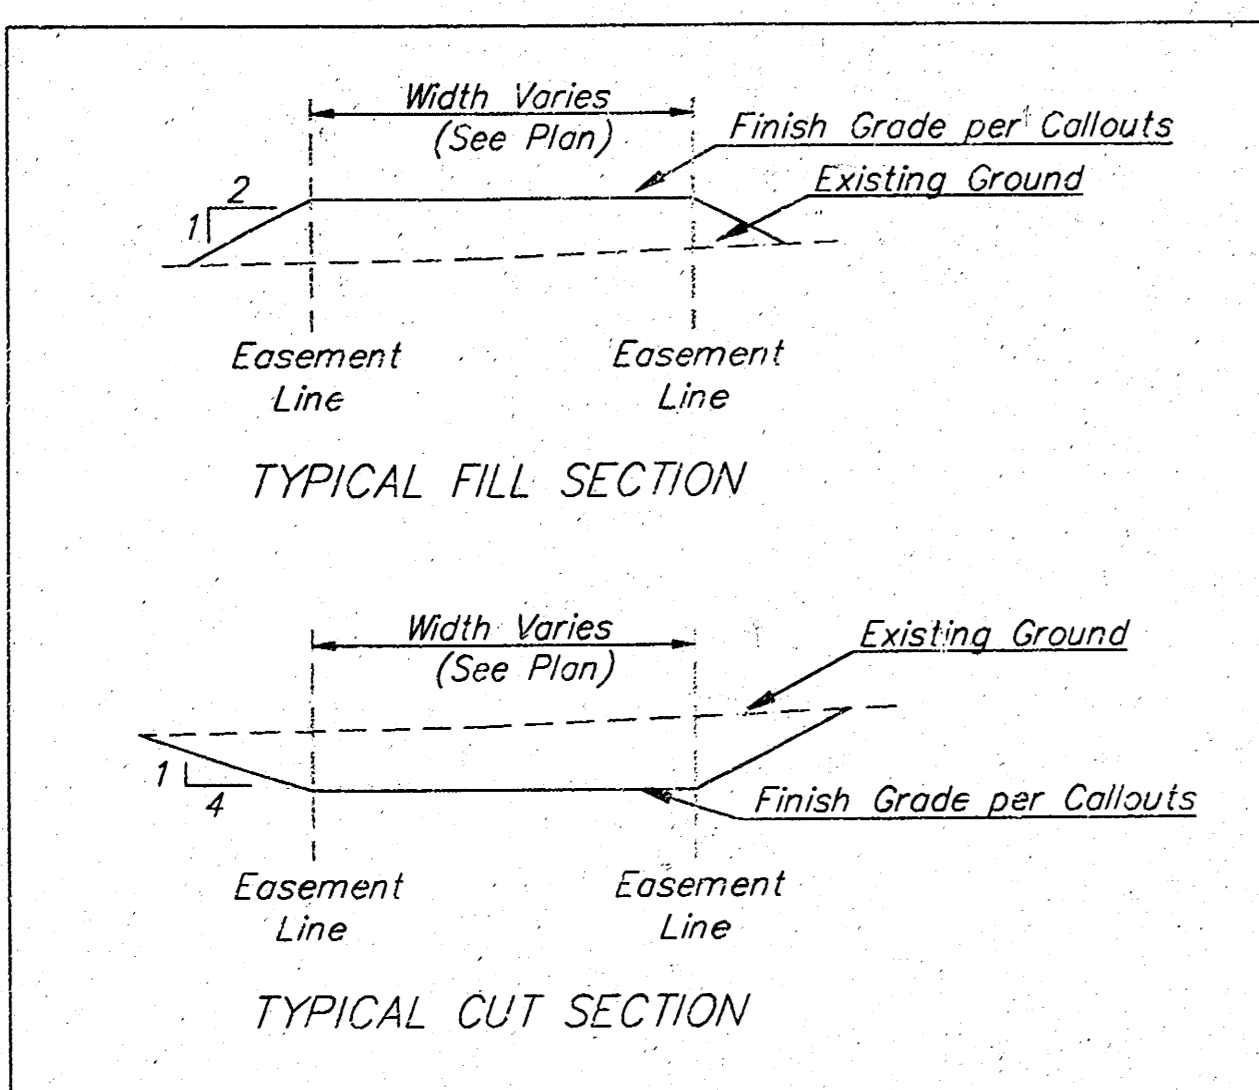 Width Varies
(See Plan)
Finish Grade per Callouts
Existing Ground
2
1
Easement
Line
Easement
Line
TYPICAL FILL SECTION
Width Varies
(See Plan)
Existing Ground
1
4
Finish Grade per Callouts
Easement
Line
Easement
Line
TYPICAL CUT SECTION